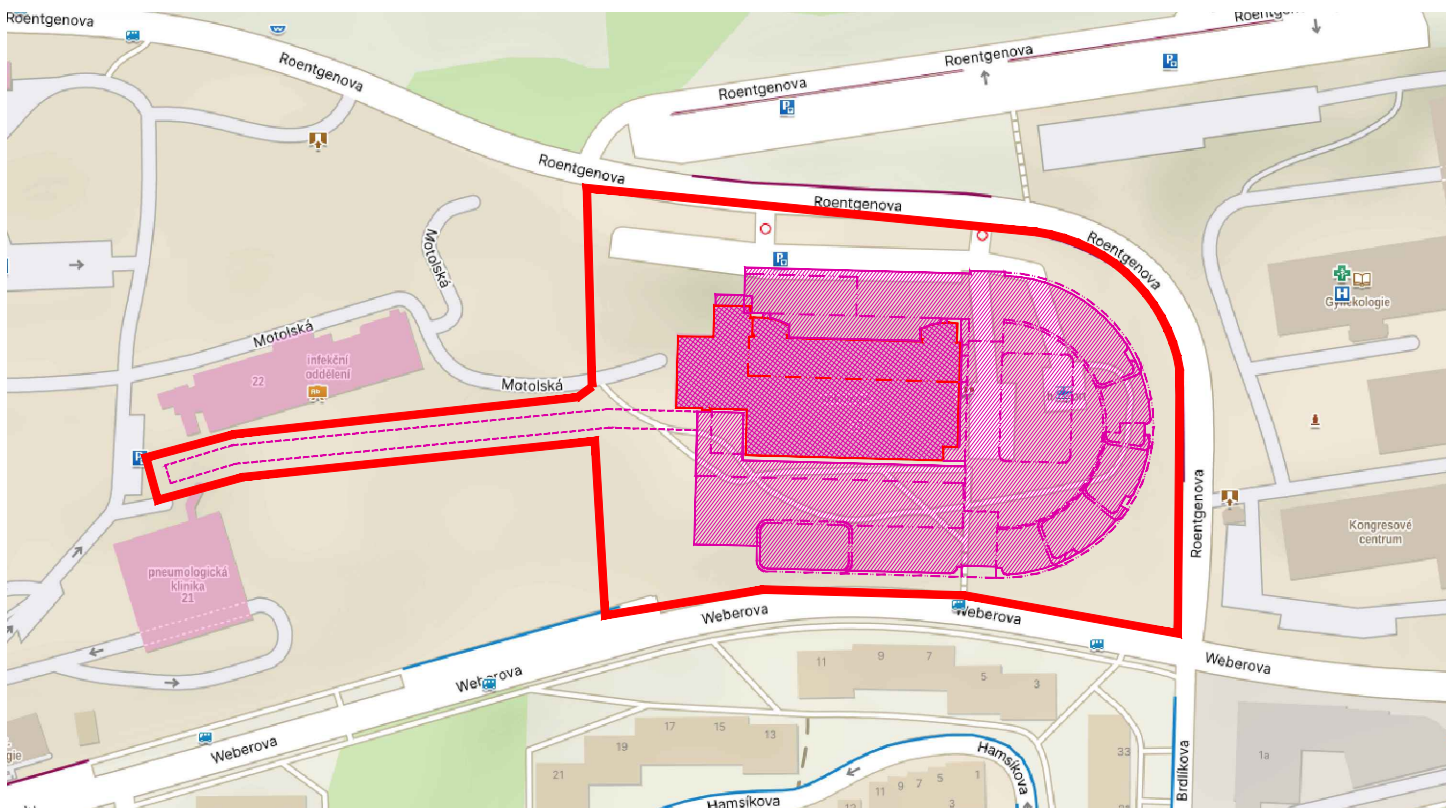 Roentgenova
Roentgenova
Roentgenova
Roentgenova
Roentgenova
Roentgenova
Roentgenova
Roentgenova
Motolská
Motolská
Motolská
infekční
oddělení
22
Gynekologie
H
Kongresové
centrum
pneumologická
klinika
21
Weberova
Weberova
Weberova
Weberova
Weberova
11
9
7
5
3
17
15
13
19
21
Hamsíkova
Hamsíkova
11
9
7
5
1
3
33
1a
Brdlíkova
gie